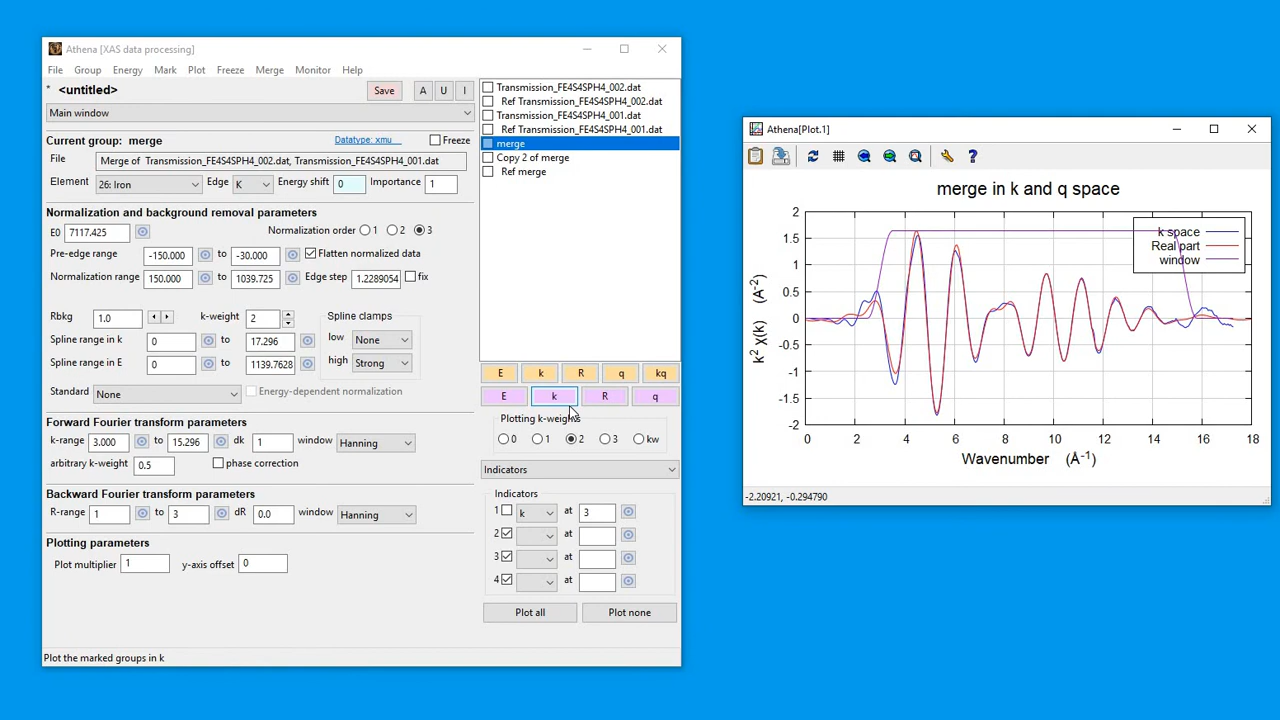 Athena [XAS data processing]
File Group Energy Mark Plot Freeze Merge Monitor Help
* <untitled> Save A U I
Main window
Current group: merge Datatype: xmu Freeze
File Merge of Transmission_FE4S4SPH4_002.dat, Transmission_FE4S4SPH4_001.dat
Element 26: Iron Edge K Energy shift 0 Importance 1
Normalization and background removal parameters
E0 7117.425 Normalization order 1 2 3
Pre-edge range -150.000 to -30.000 Flatten normalized data
Normalization range 150.000 to 1039.725 Edge step 1.2289054 fix
Rbkg 1.0 k-weight 2 Spline clamps
Spline range in k 0 to 17.296 low None
Spline range in E 0 to 1139.7628 high Strong
Standard None Energy-dependent normalization
Forward Fourier transform parameters
k-range 3.000 to 15.296 dk 1 window Hanning
arbitrary k-weight 0.5 phase correction
Backward Fourier transform parameters
R-range 1 to 3 dR 0.0 window Hanning
Plotting parameters
Plot multiplier 1 y-axis offset 0
Plot the marked groups in k
Transmission_FE4S4SPH4_002.dat
Ref Transmission_FE4S4SPH4_002.dat
Transmission_FE4S4SPH4_001.dat
Ref Transmission_FE4S4SPH4_001.dat
merge
Copy 2 of merge
Ref merge
E k R q kq
E k R q
Plotting k-weights
0 1 2 3 kw
Indicators
Indicators
1 k at 3
2 at
3 at
4 at
Plot all Plot none
Athena[Plot.1]
merge in k and q space
k space
Real part
window
2
1.5
1
0.5
0
-0.5
-1
-1.5
-2
k² χ(k) (Å⁻²)
0 2 4 6 8 10 12 14 16 18
Wavenumber (Å⁻¹)
-2.20921, -0.294790